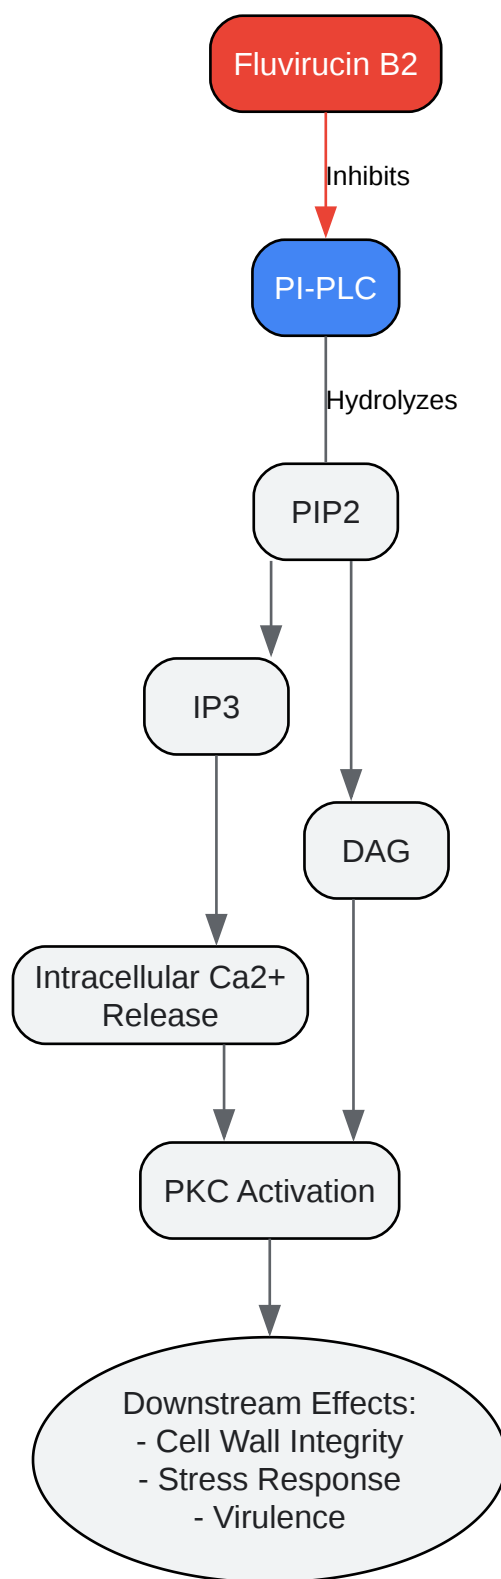 Fluvirucin B2
Inhibits
PI-PLC
Hydrolyzes
PIP2
IP3
DAG
Intracellular Ca2+
Release
PKC Activation
Downstream Effects:
- Cell Wall Integrity
- Stress Response
- Virulence